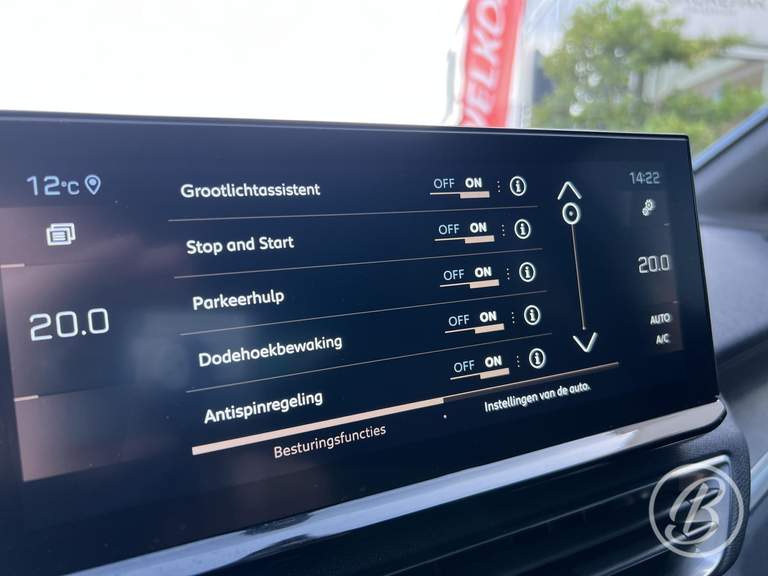 ELKO
12°C
Grootlichtassistent OFF ON
14:22
Stop and Start OFF ON
20.0
Parkeerhulp OFF ON
20.0
Dodehoekbewaking OFF ON
AUTO
A/C
Antispinregeling OFF ON
Besturingsfuncties
Instellingen van de auto.
B